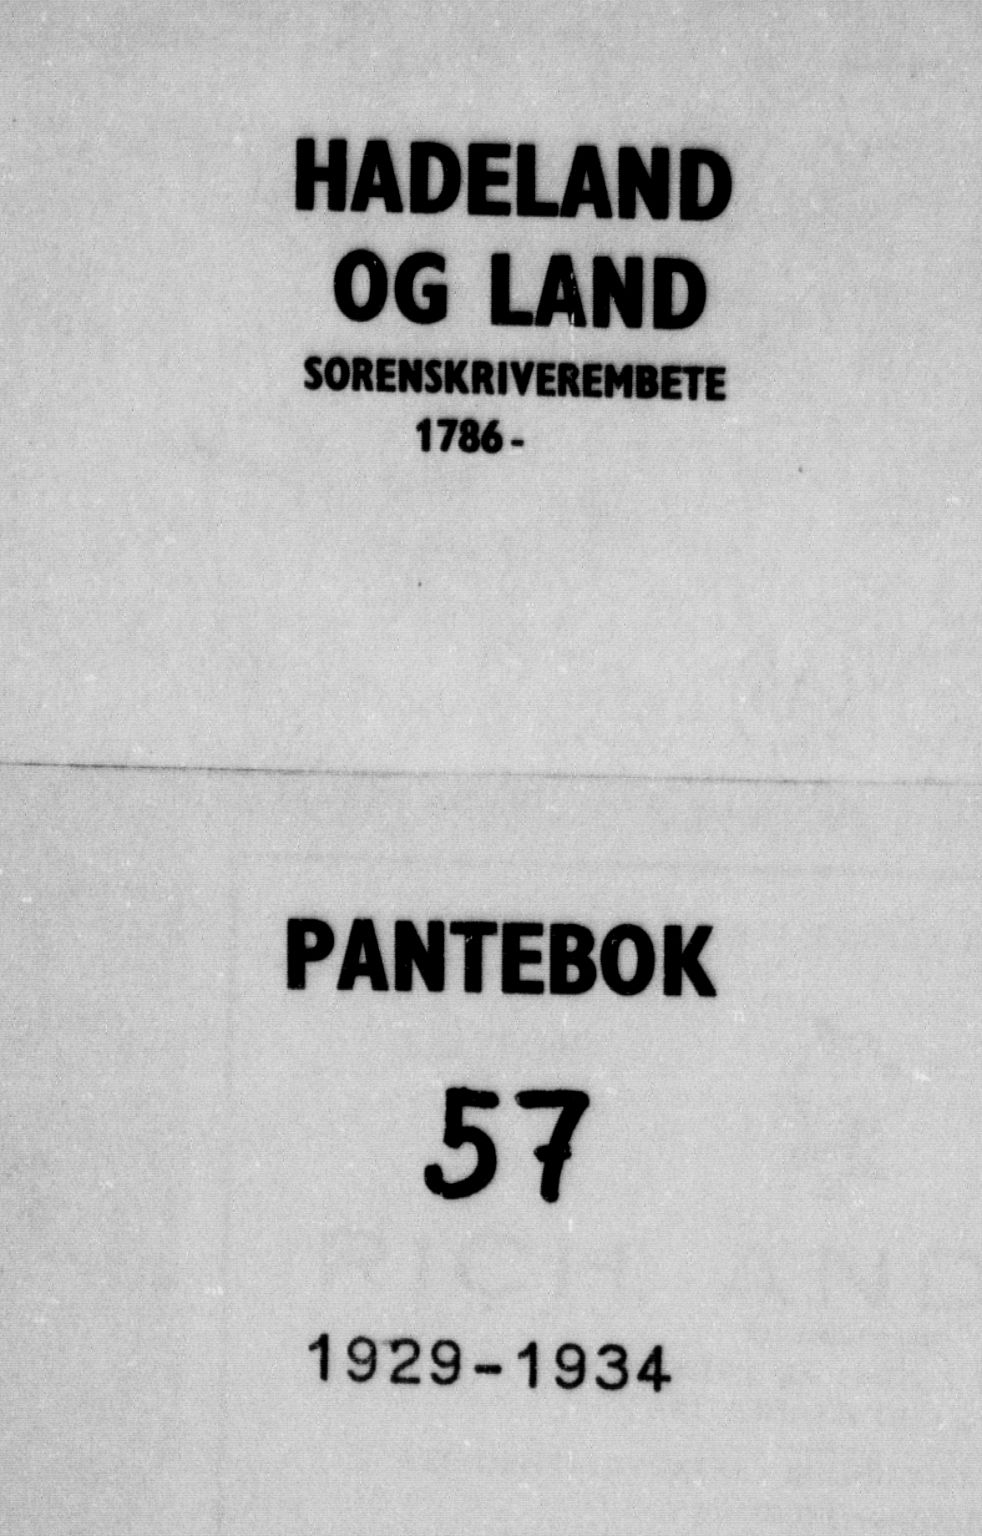 HADELAND
OG LAND
SORENSKRIVEREMBETE
1786-
PANTEBOK
57
1929-1934